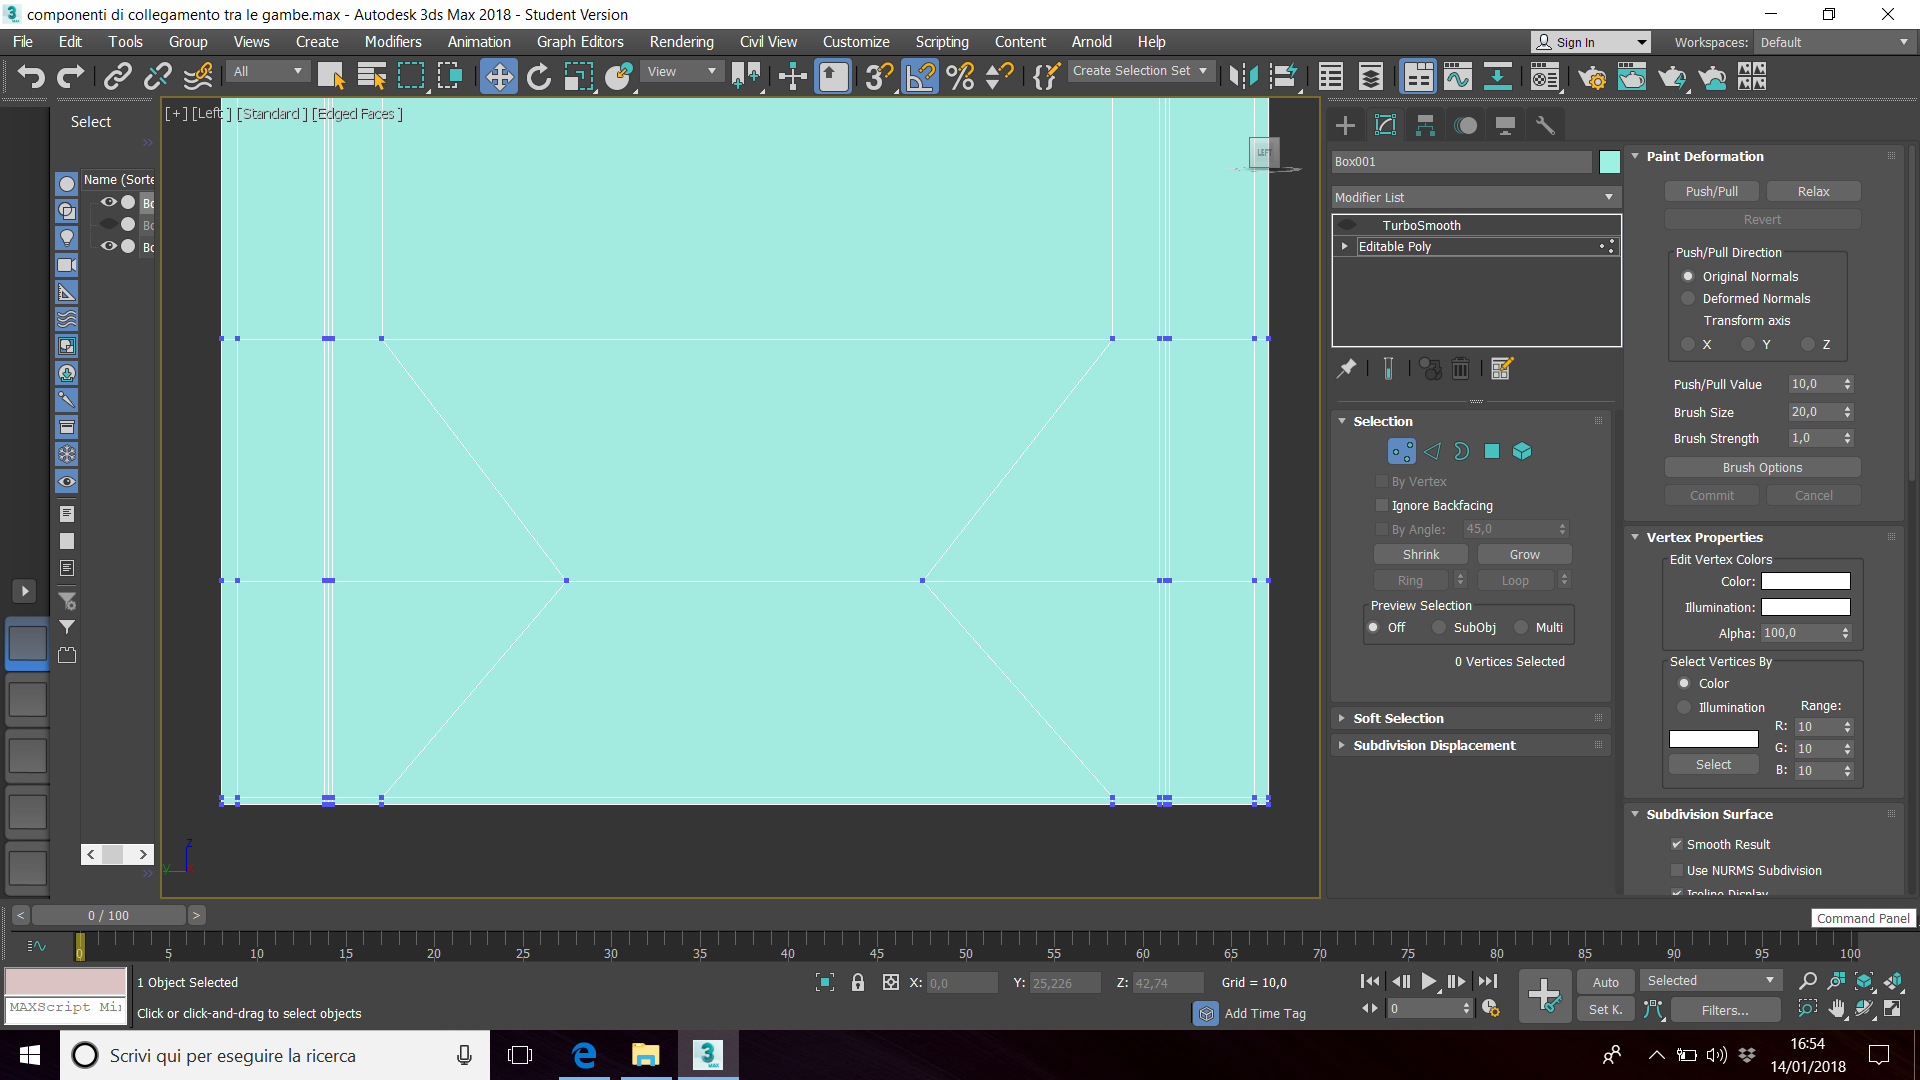 componenti di collegamento tra le gambe.max - Autodesk 3ds Max 2018 - Student Version
File Edit Tools Group Views Create Modifiers Animation Graph Editors Rendering Civil View Customize Scripting Content Arnold Help
Sign In
Workspaces: Default
All
View
Create Selection Set
Select
Name (Sorte
Bo
Bo
Bo
[+] [Left ] [Standard ] [Edged Faces ]
LEFT
z
y
Box001
Modifier List
TurboSmooth
Editable Poly
Selection
By Vertex
Ignore Backfacing
By Angle: 45,0
Shrink Grow
Ring Loop
Preview Selection
Off SubObj Multi
0 Vertices Selected
Soft Selection
Subdivision Displacement
Paint Deformation
Push/Pull Relax
Revert
Push/Pull Direction
Original Normals
Deformed Normals
Transform axis
X Y Z
Push/Pull Value 10,0
Brush Size 20,0
Brush Strength 1,0
Brush Options
Commit Cancel
Vertex Properties
Edit Vertex Colors
Color:
Illumination:
Alpha: 100,0
Select Vertices By
Color
Illumination Range:
R: 10
G: 10
B: 10
Select
Subdivision Surface
Smooth Result
Use NURMS Subdivision
Isoline Display
Command Panel
< 0 / 100 >
0 5 10 15 20 25 30 35 40 45 50 55 60 65 70 75 80 85 90 95 100
1 Object Selected
X: 0,0 Y: 25,226 Z: 42,74 Grid = 10,0
Auto Selected
MAXScript Mi
Click or click-and-drag to select objects
Add Time Tag
0
Set K. Filters...
Scrivi qui per eseguire la ricerca
3
MAX
16:54
14/01/2018